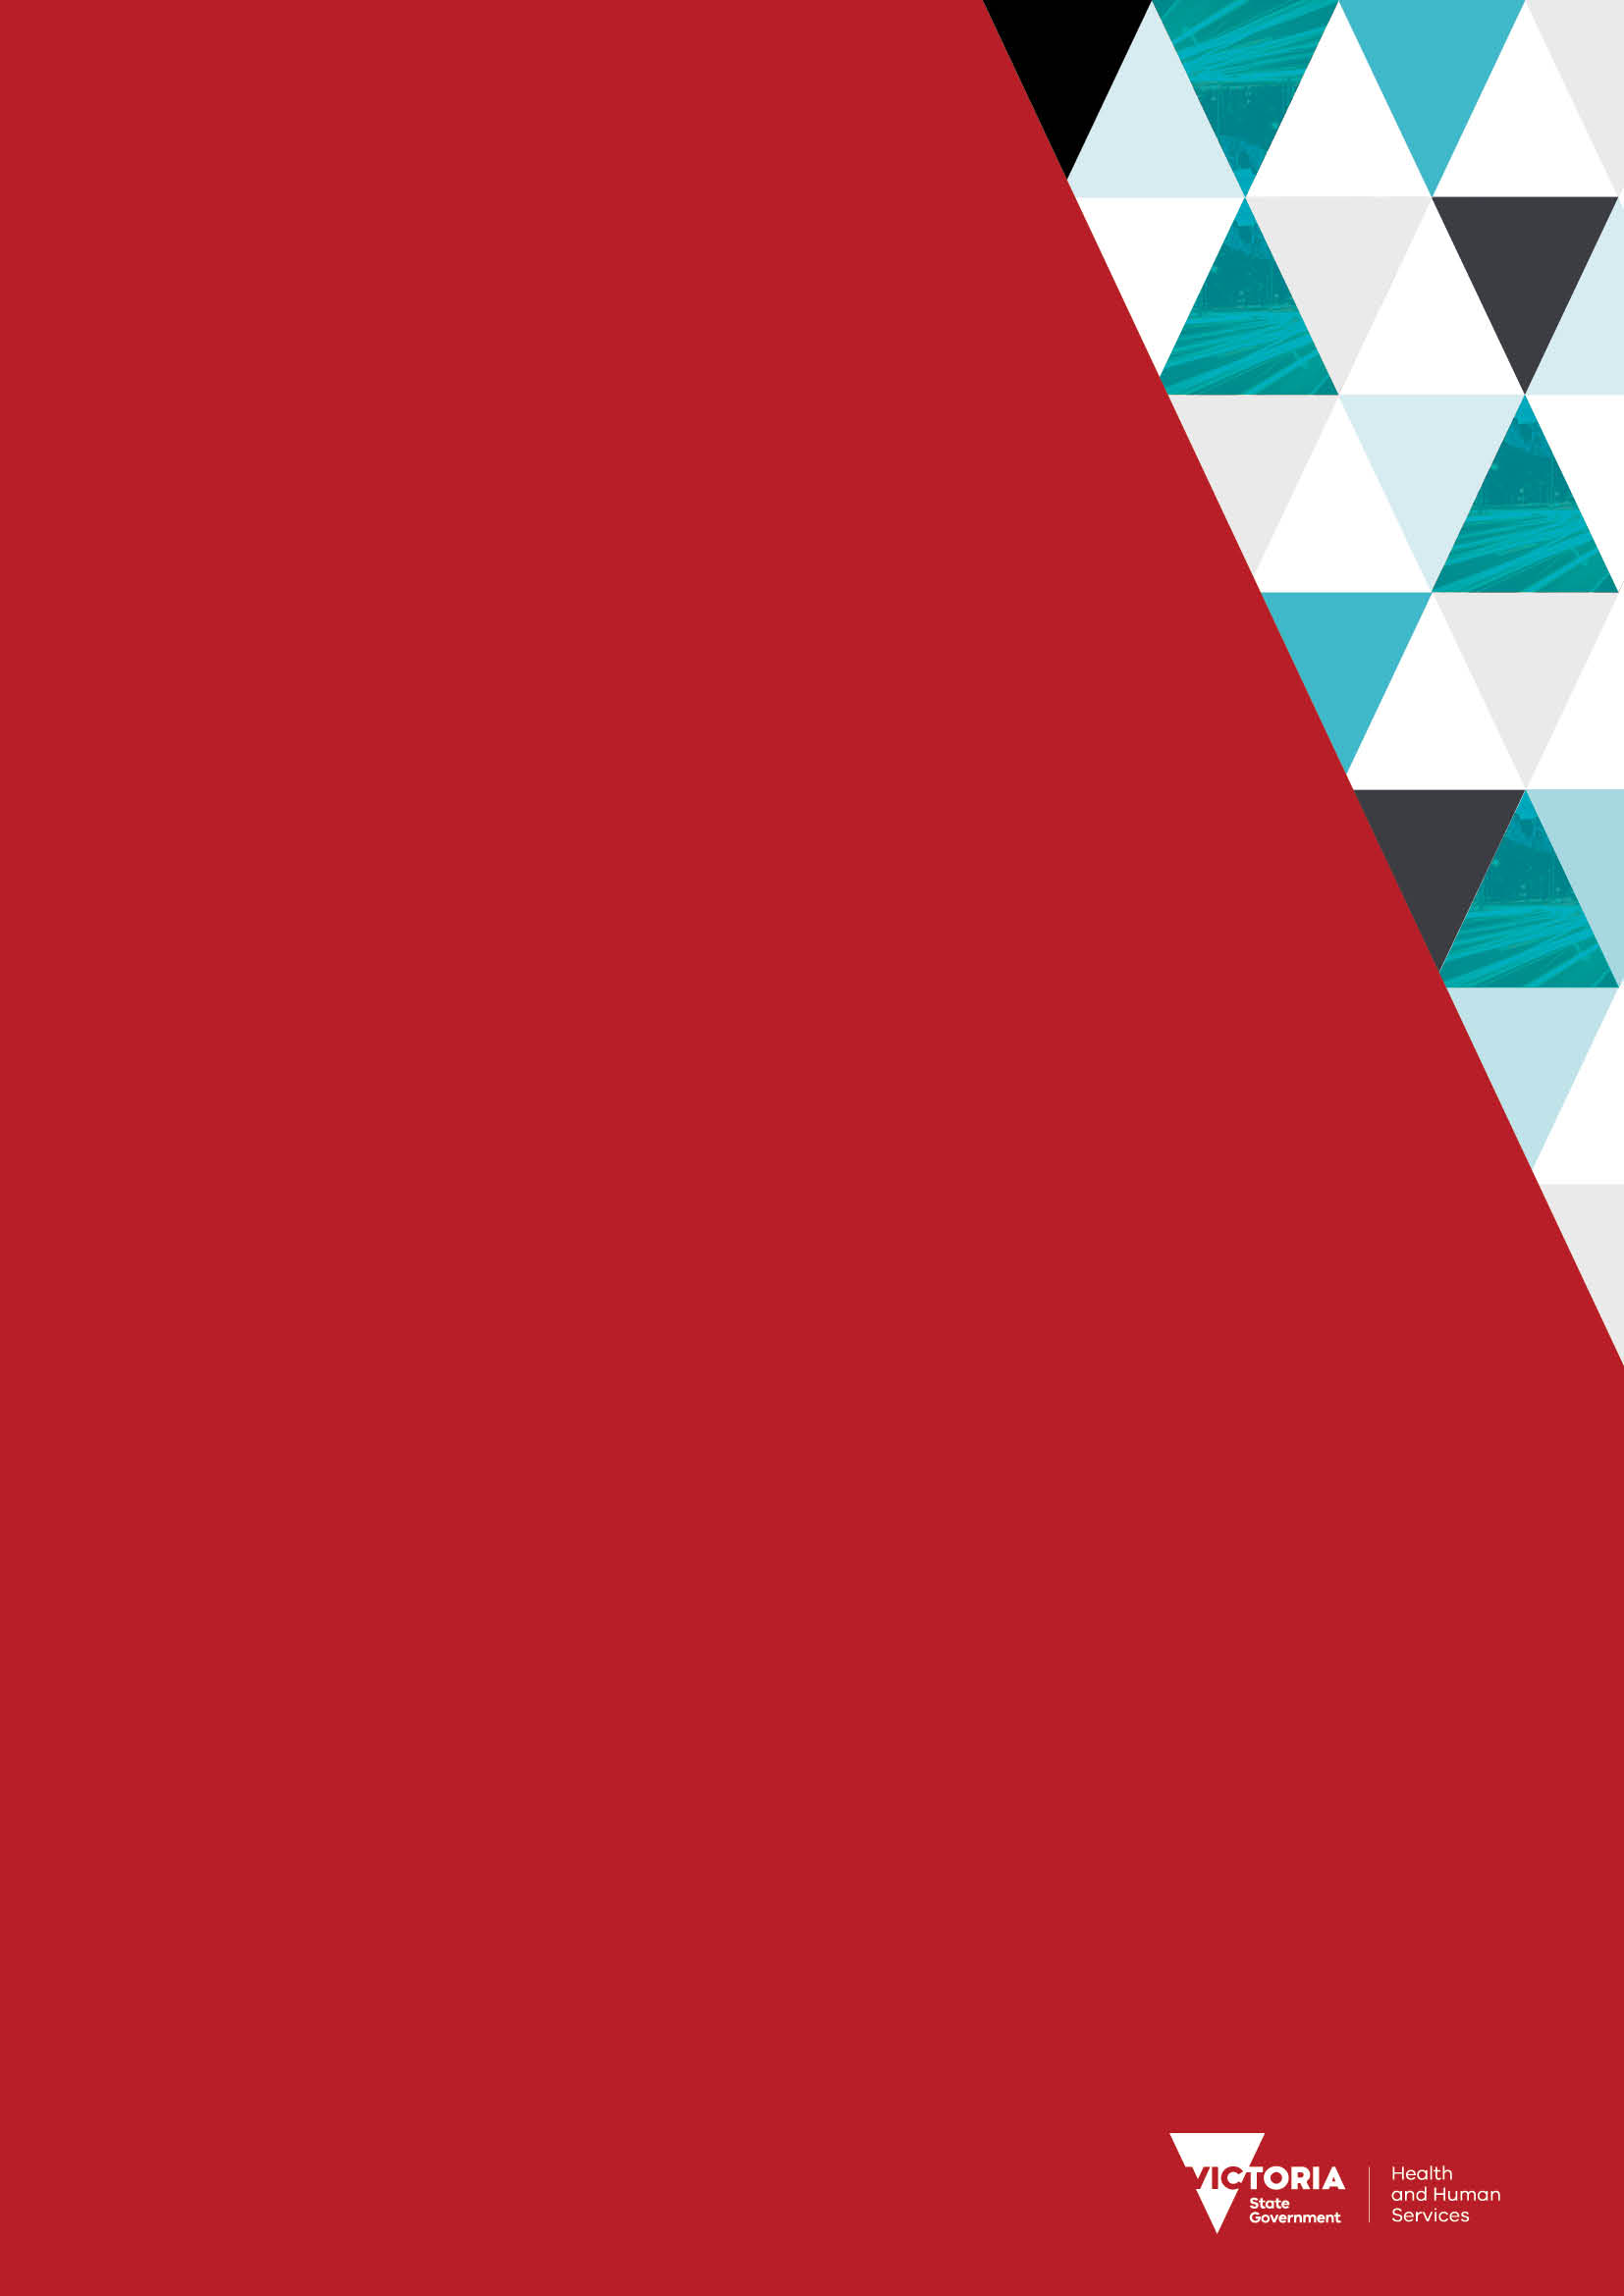 VICTORIA
State
Government
Health
and Human
Services